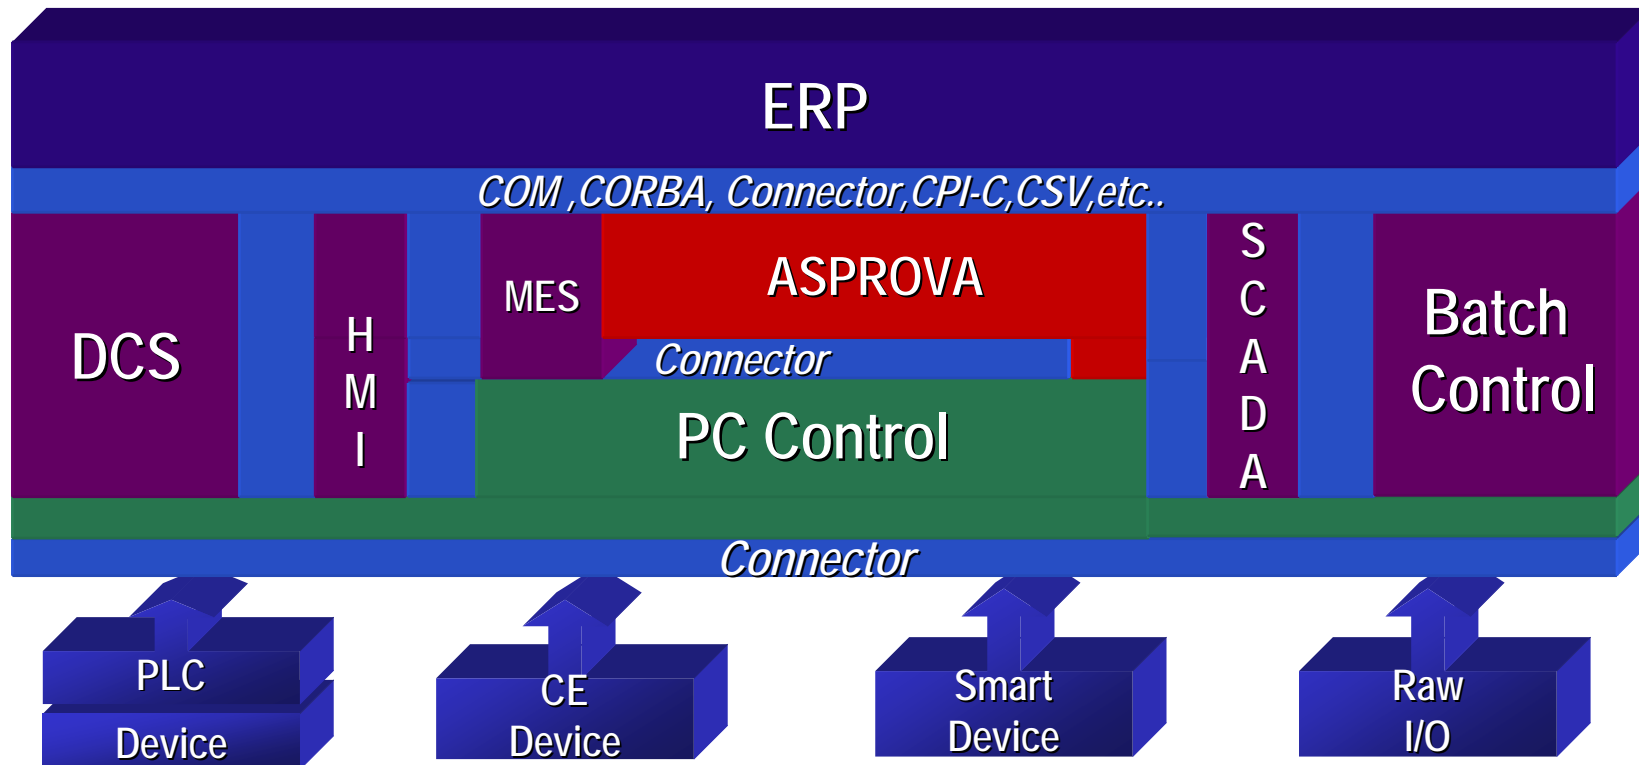 ERP
COM ,CORBA, Connector,CPI-C,CSV,etc..
DCS
H
M
I
MES
ASPROVA
Connector
PC Control
S
C
A
D
A
Batch
Control
Connector
PLC
Device
CE
Device
Smart
Device
Raw
I/O